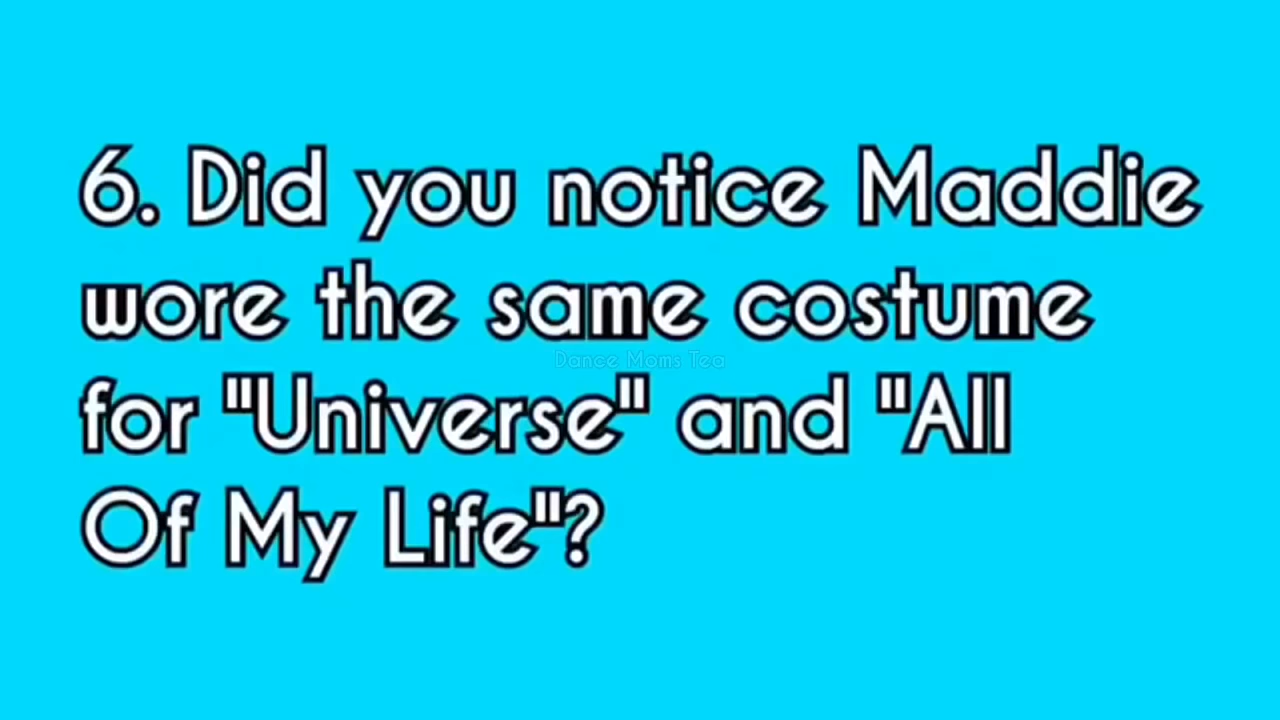 6. Did you notice Maddie
wore the same costume
Dance Moms Tea
for "Universe" and "All
Of My Life"?